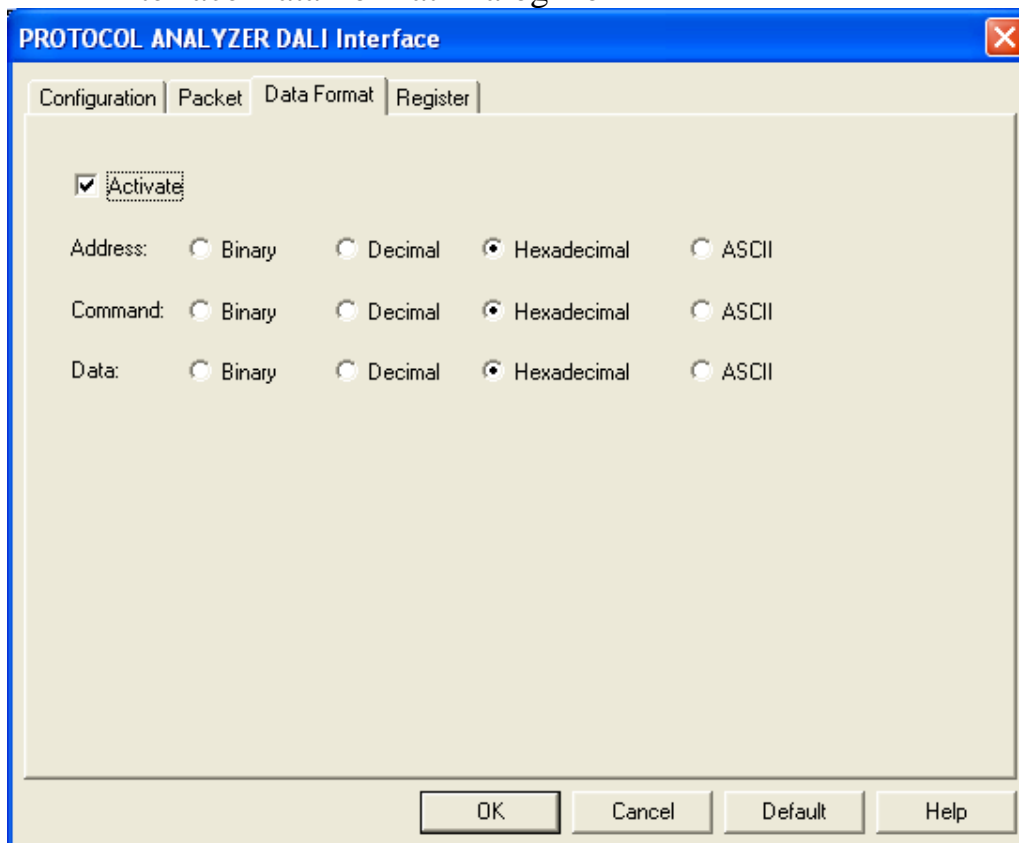 PROTOCOL ANALYZER DALI Interface
Configuration Packet Data Format Register
Activate
Address: Binary Decimal Hexadecimal ASCII
Command: Binary Decimal Hexadecimal ASCII
Data: Binary Decimal Hexadecimal ASCII
OK Cancel Default Help